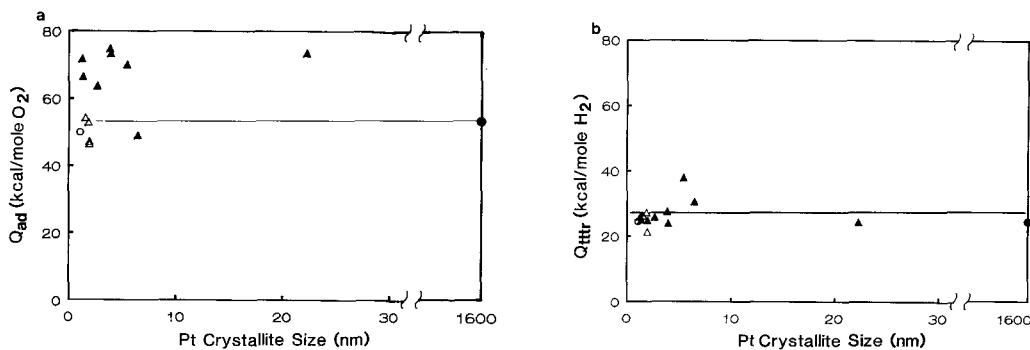 a
80
60
40
20
0
Q_ad (kcal/mole O_2)
0 10 20 30 1600
Pt Crystallite Size (nm)
b
80
60
40
20
0
Q_tttr (kcal/mole H_2)
0 10 20 30 1600
Pt Crystallite Size (nm)